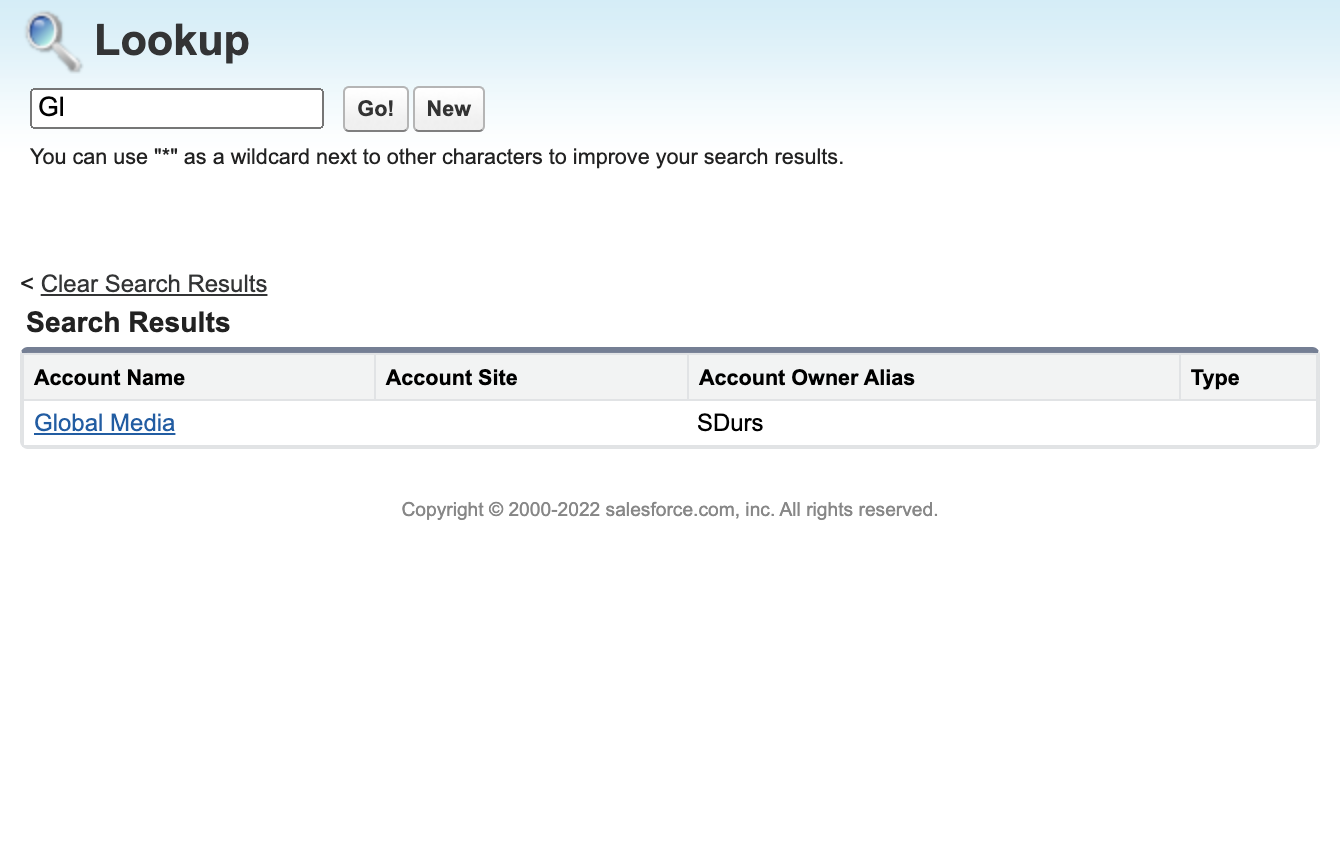 Lookup
Gl
Go! New
You can use "*" as a wildcard next to other characters to improve your search results.
< Clear Search Results
Search Results
Account Name Account Site Account Owner Alias Type
Global Media SDurs
Copyright © 2000-2022 salesforce.com, inc. All rights reserved.